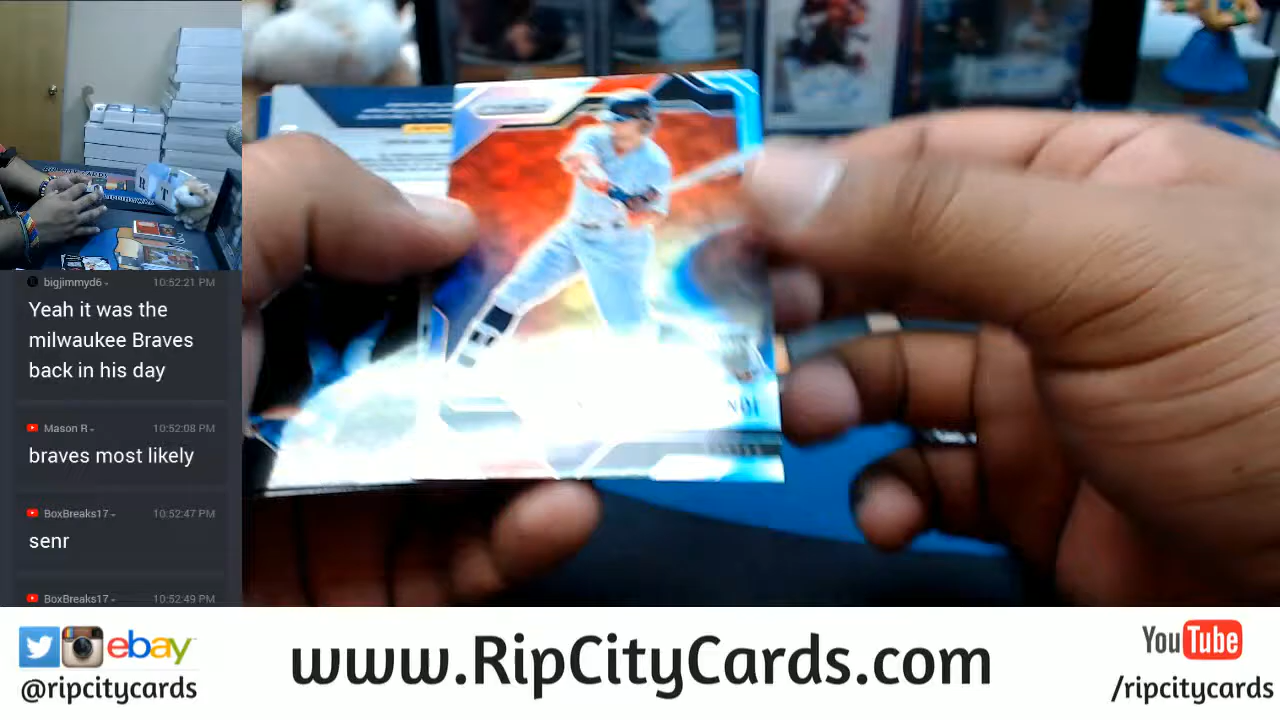 bigjimmyd6 10:52:21 PM
Yeah it was the
milwaukee Braves
back in his day
Mason R 10:52:08 PM
braves most likely
BoxBreaks17 10:52:47 PM
senr
BoxBreaks17 10:52:49 PM
ebay
@ripcitycards
www.RipCityCards.com
YouTube
/ripcitycards